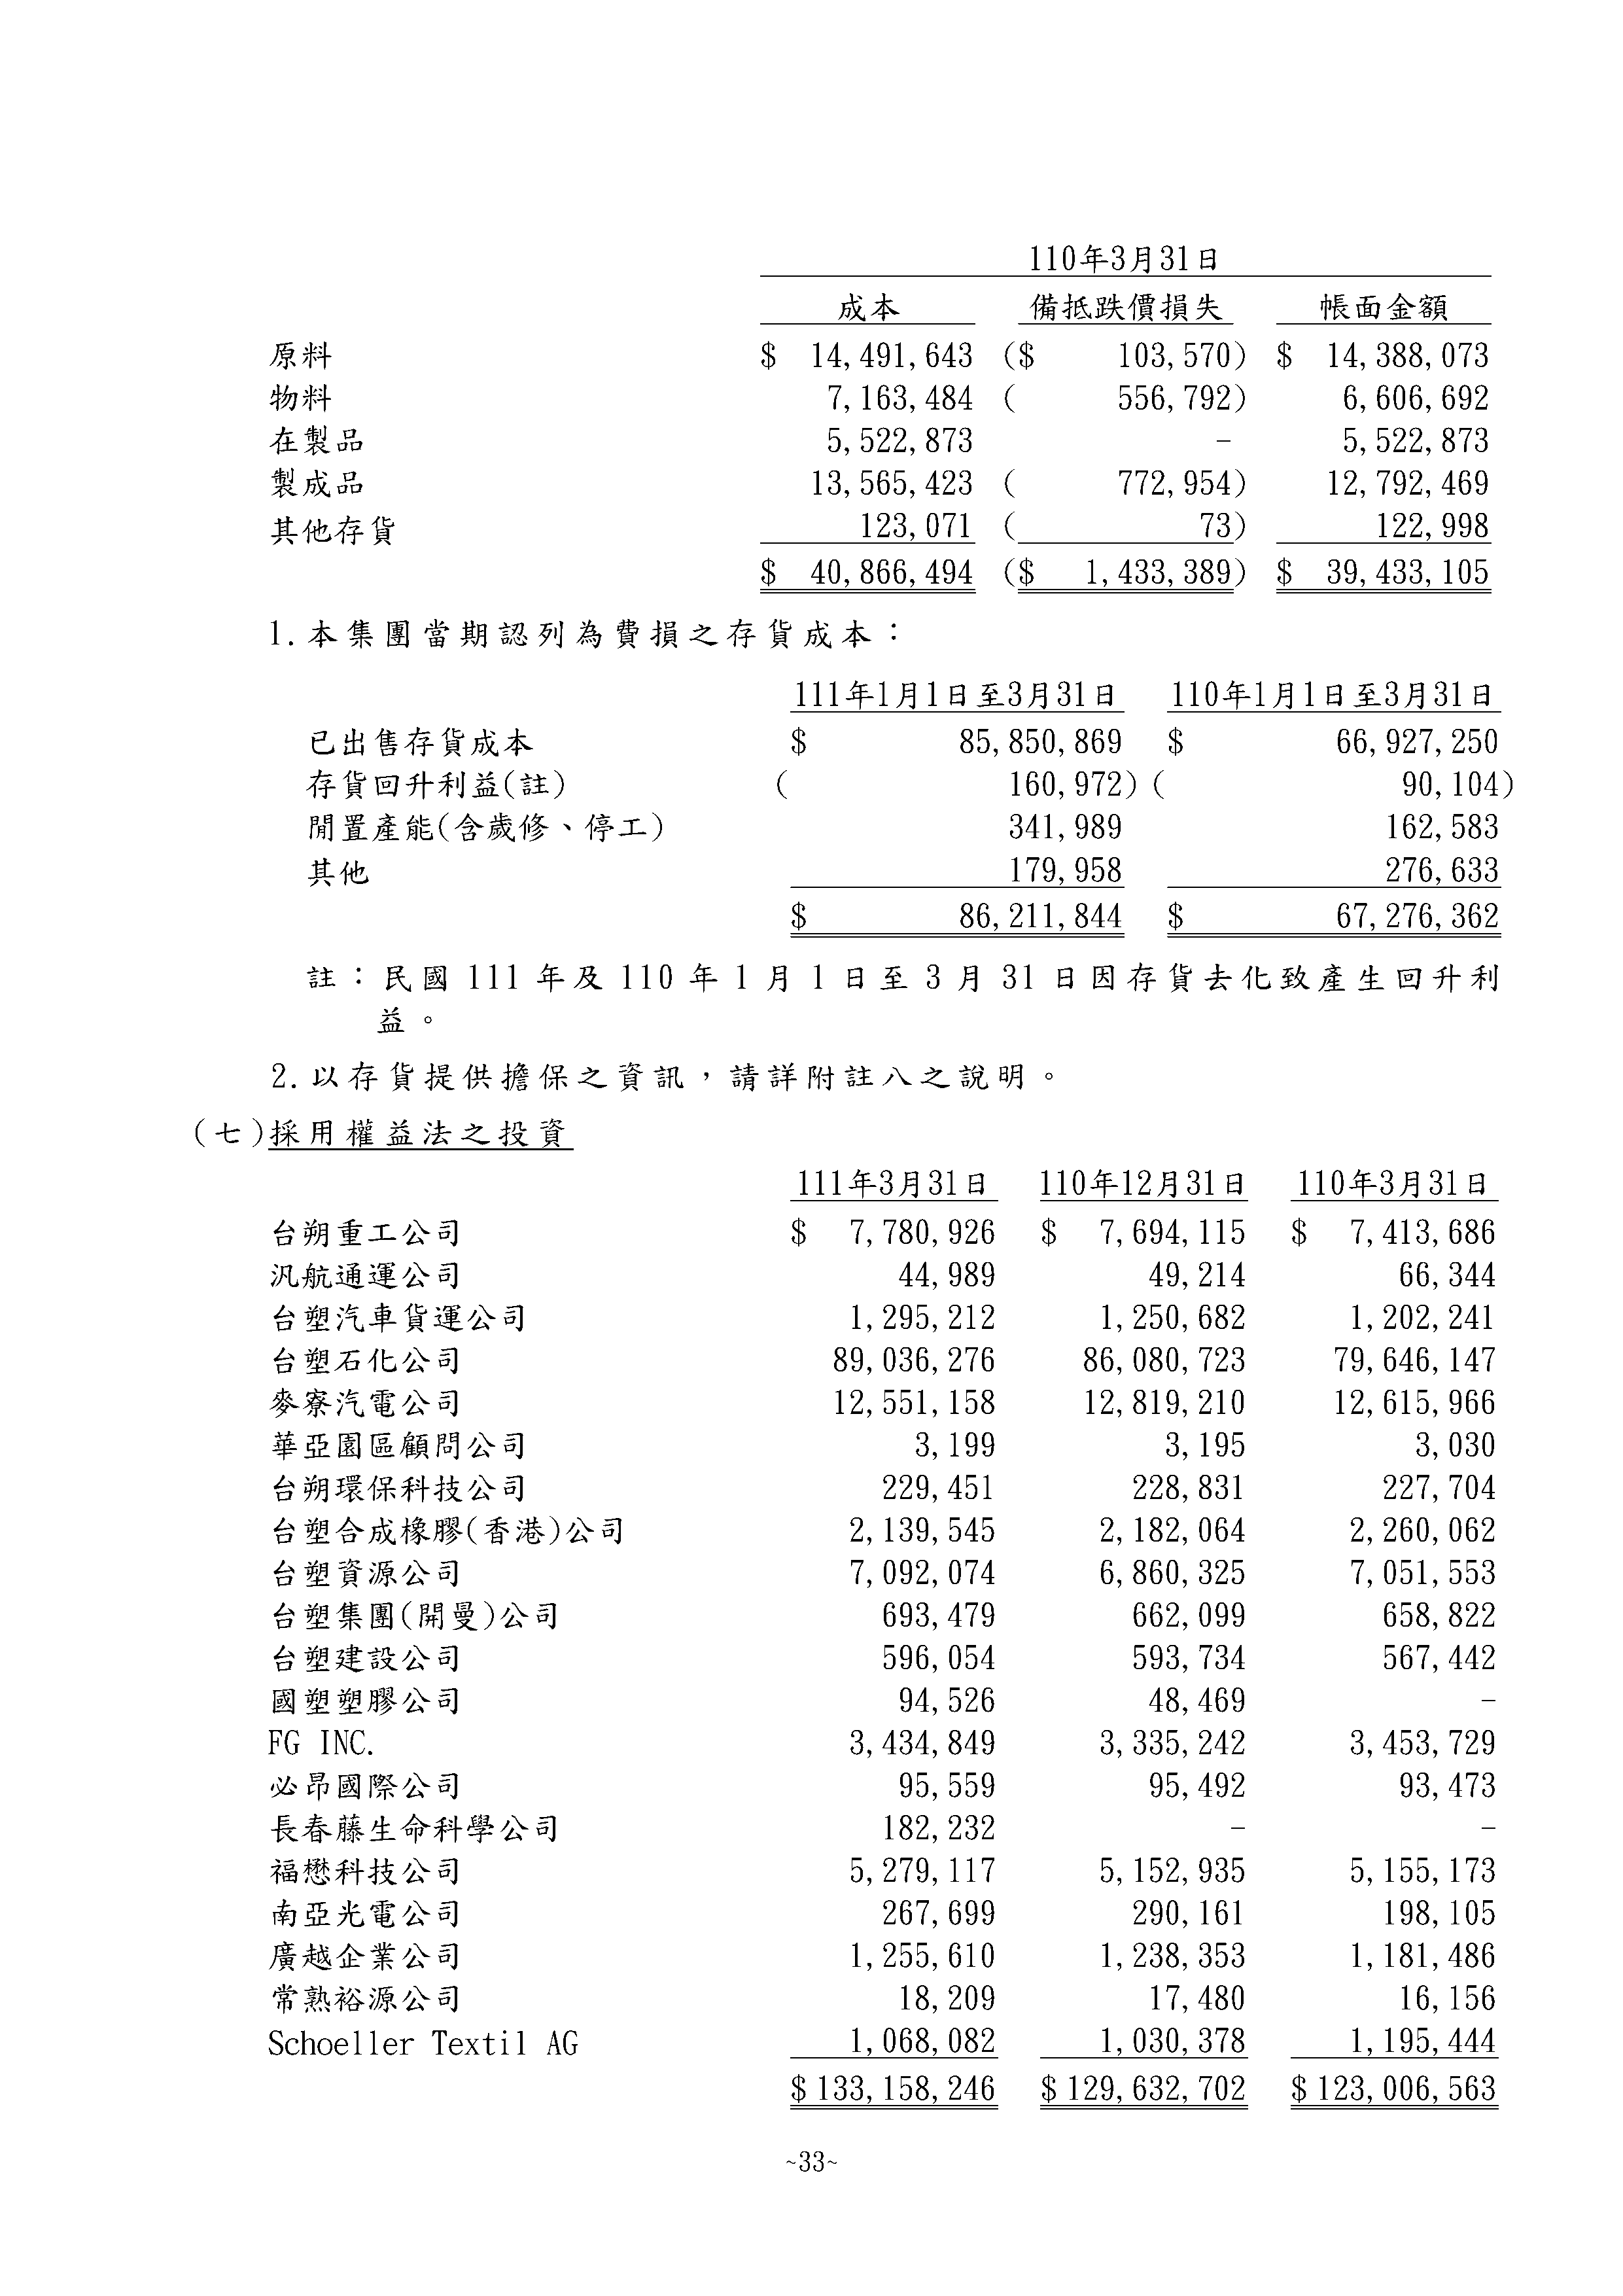 110年3月31日
成本 備抵跌價損失 帳面金額
原料 $ 14,491,643 ($ 103,570) $ 14,388,073
物料 7,163,484 ( 556,792) 6,606,692
在製品 5,522,873 - 5,522,873
製成品 13,565,423 ( 772,954) 12,792,469
其他存貨 123,071 ( 73) 122,998
$ 40,866,494 ($ 1,433,389) $ 39,433,105
1.本集團當期認列為費損之存貨成本：
111年1月1日至3月31日 110年1月1日至3月31日
已出售存貨成本 $ 85,850,869 $ 66,927,250
存貨回升利益(註) ( 160,972) ( 90,104)
閒置產能(含歲修、停工) 341,989 162,583
其他 179,958 276,633
$ 86,211,844 $ 67,276,362
註：民國 111 年及 110 年 1 月 1 日至 3 月 31 日因存貨去化致產生回升利
益。
2.以存貨提供擔保之資訊，請詳附註八之說明。
(七)採用權益法之投資
111年3月31日 110年12月31日 110年3月31日
台朔重工公司 $ 7,780,926 $ 7,694,115 $ 7,413,686
汎航通運公司 44,989 49,214 66,344
台塑汽車貨運公司 1,295,212 1,250,682 1,202,241
台塑石化公司 89,036,276 86,080,723 79,646,147
麥寮汽電公司 12,551,158 12,819,210 12,615,966
華亞園區顧問公司 3,199 3,195 3,030
台朔環保科技公司 229,451 228,831 227,704
台塑合成橡膠(香港)公司 2,139,545 2,182,064 2,260,062
台塑資源公司 7,092,074 6,860,325 7,051,553
台塑集團(開曼)公司 693,479 662,099 658,822
台塑建設公司 596,054 593,734 567,442
國塑塑膠公司 94,526 48,469 -
FG INC. 3,434,849 3,335,242 3,453,729
必昂國際公司 95,559 95,492 93,473
長春藤生命科學公司 182,232 - -
福懋科技公司 5,279,117 5,152,935 5,155,173
南亞光電公司 267,699 290,161 198,105
廣越企業公司 1,255,610 1,238,353 1,181,486
常熟裕源公司 18,209 17,480 16,156
Schoeller Textil AG 1,068,082 1,030,378 1,195,444
$ 133,158,246 $ 129,632,702 $ 123,006,563
~33~